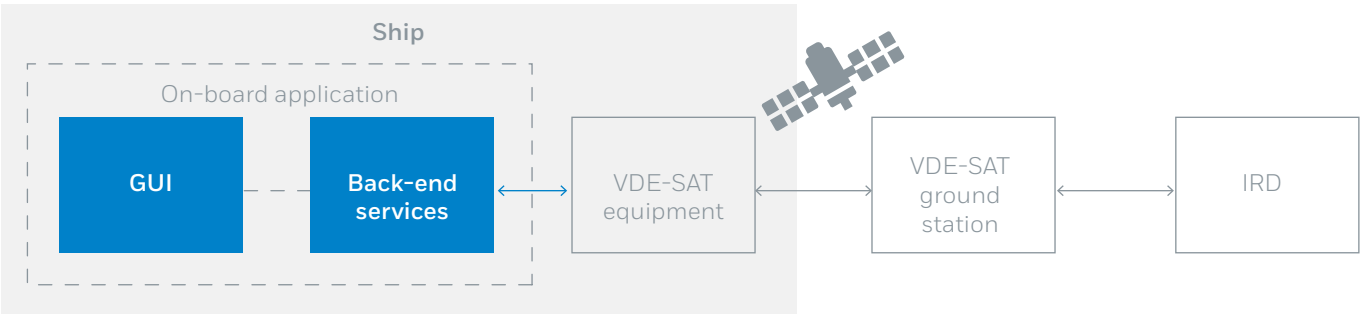 Ship
On-board application
GUI
Back-end
services
VDE-SAT
equipment
VDE-SAT
ground
station
IRD